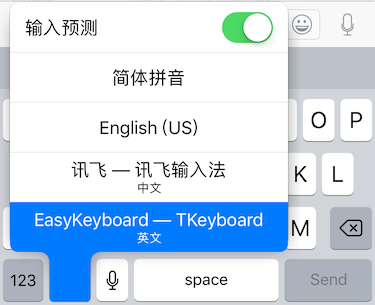 输入预测
简体拼音
English (US)
O P
讯飞 — 讯飞输入法
中文
K L
EasyKeyboard — TKeyboard
英文
M
123 space Send